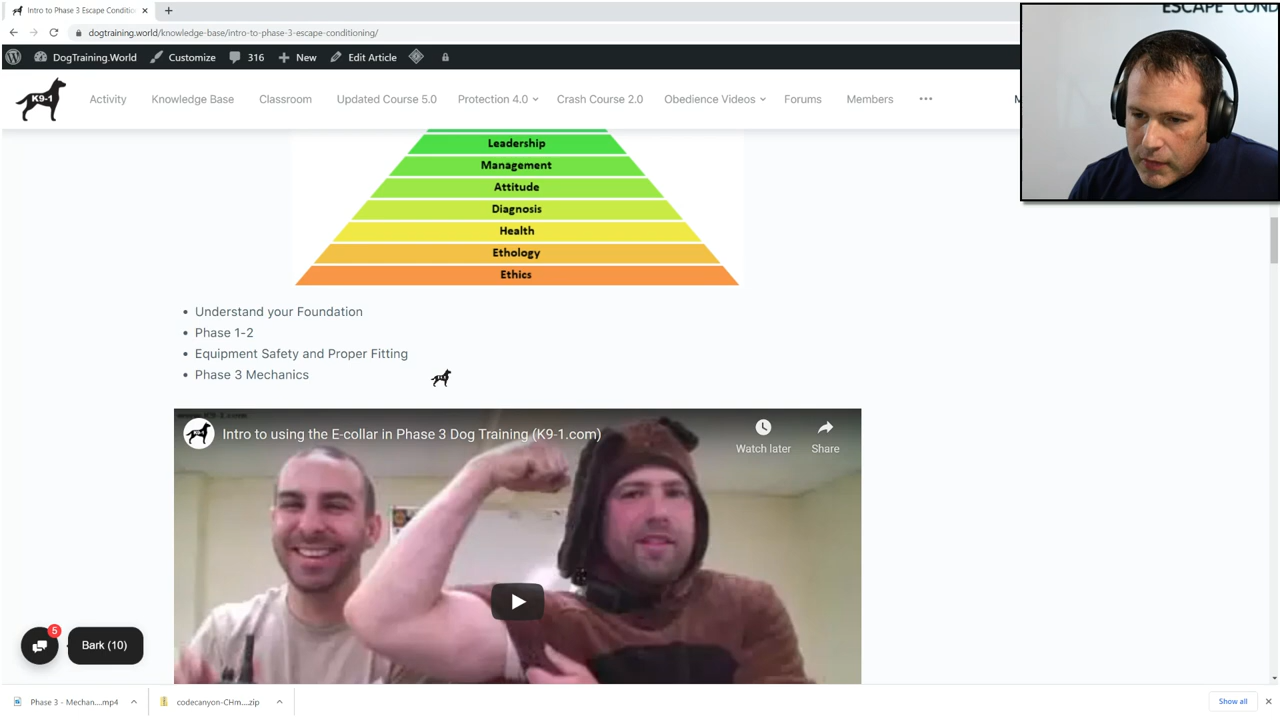 Intro to Phase 3 Escape Conditio
ESCAPE COND
dogtraining.world/knowledge-base/intro-to-phase-3-escape-conditioning/
DogTraining.World Customize 316 New Edit Article
K9-1 Activity Knowledge Base Classroom Updated Course 5.0 Protection 4.0 Crash Course 2.0 Obedience Videos Forums Members ••• M
Leadership
Management
Attitude
Diagnosis
Health
Ethology
Ethics
• Understand your Foundation
• Phase 1-2
• Equipment Safety and Proper Fitting
• Phase 3 Mechanics
Intro to using the E-collar in Phase 3 Dog Training (K9-1.com)
Watch later Share
5
Bark (10)
Phase 3 - Mechan....mp4 codecanyon-CHm....zip Show all